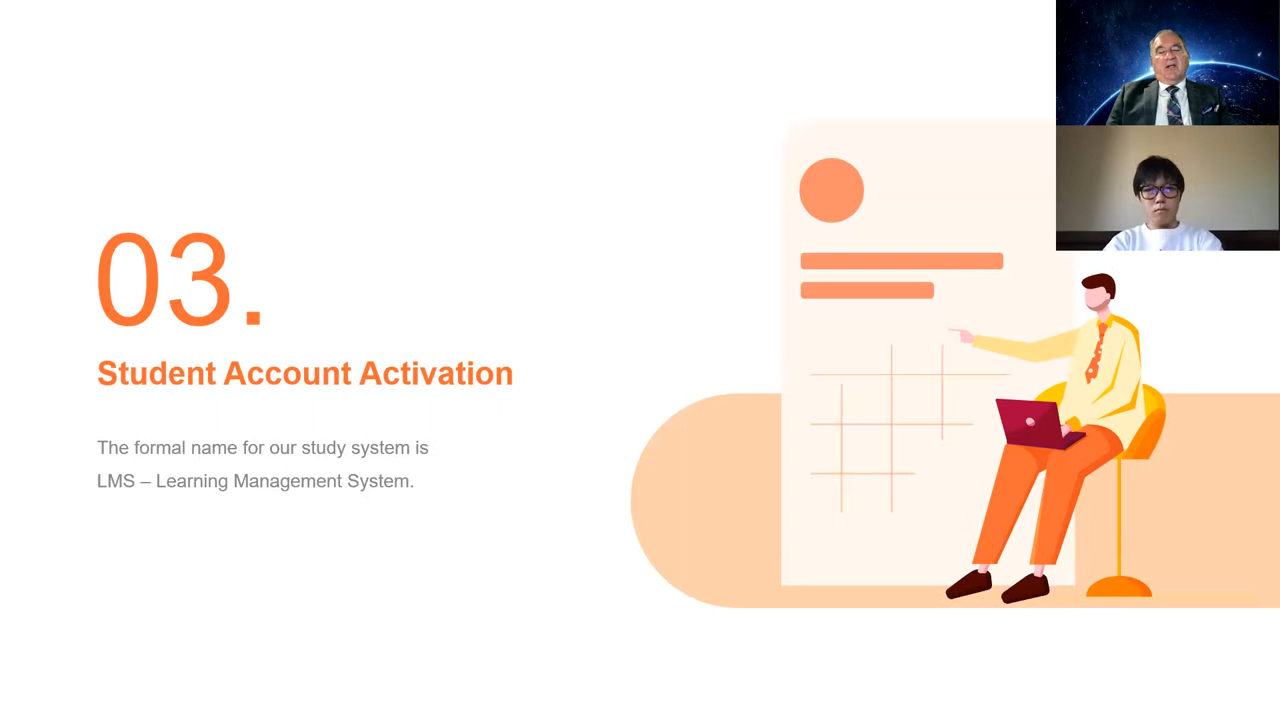 03.
Student Account Activation
The formal name for our study system is
LMS – Learning Management System.